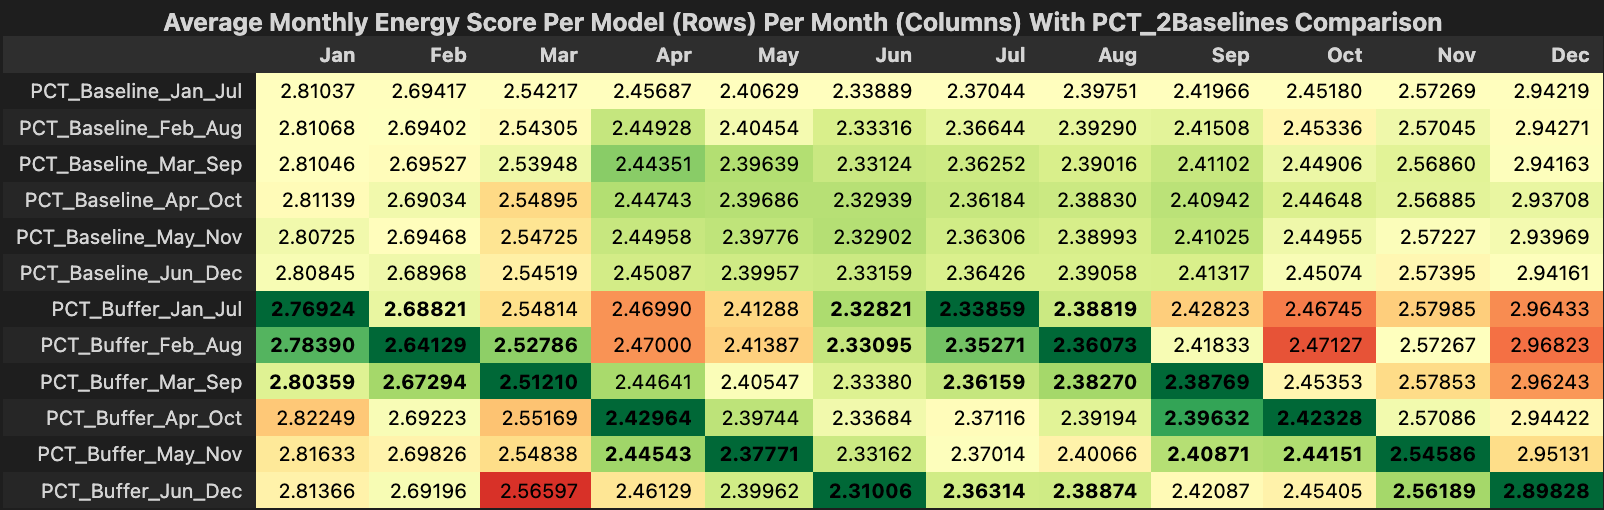 Average Monthly Energy Score Per Model (Rows) Per Month (Columns) With PCT_2Baselines Comparison
Jan Feb Mar Apr May Jun Jul Aug Sep Oct Nov Dec
PCT_Baseline_Jan_Jul 2.81037 2.69417 2.54217 2.45687 2.40629 2.33889 2.37044 2.39751 2.41966 2.45180 2.57269 2.94219
PCT_Baseline_Feb_Aug 2.81068 2.69402 2.54305 2.44928 2.40454 2.33316 2.36644 2.39290 2.41508 2.45336 2.57045 2.94271
PCT_Baseline_Mar_Sep 2.81046 2.69527 2.53948 2.44351 2.39639 2.33124 2.36252 2.39016 2.41102 2.44906 2.56860 2.94163
PCT_Baseline_Apr_Oct 2.81139 2.69034 2.54895 2.44743 2.39686 2.32939 2.36184 2.38830 2.40942 2.44648 2.56885 2.93708
PCT_Baseline_May_Nov 2.80725 2.69468 2.54725 2.44958 2.39776 2.32902 2.36306 2.38993 2.41025 2.44955 2.57227 2.93969
PCT_Baseline_Jun_Dec 2.80845 2.68968 2.54519 2.45087 2.39957 2.33159 2.36426 2.39058 2.41317 2.45074 2.57395 2.94161
PCT_Buffer_Jan_Jul 2.76924 2.68821 2.54814 2.46990 2.41288 2.32821 2.33859 2.38819 2.42823 2.46745 2.57985 2.96433
PCT_Buffer_Feb_Aug 2.78390 2.64129 2.52786 2.47000 2.41387 2.33095 2.35271 2.36073 2.41833 2.47127 2.57267 2.96823
PCT_Buffer_Mar_Sep 2.80359 2.67294 2.51210 2.44641 2.40547 2.33380 2.36159 2.38270 2.38769 2.45353 2.57853 2.96243
PCT_Buffer_Apr_Oct 2.82249 2.69223 2.55169 2.42964 2.39744 2.33684 2.37116 2.39194 2.39632 2.42328 2.57086 2.94422
PCT_Buffer_May_Nov 2.81633 2.69826 2.54838 2.44543 2.37771 2.33162 2.37014 2.40066 2.40871 2.44151 2.54586 2.95131
PCT_Buffer_Jun_Dec 2.81366 2.69196 2.56597 2.46129 2.39962 2.31006 2.36314 2.38874 2.42087 2.45405 2.56189 2.89828